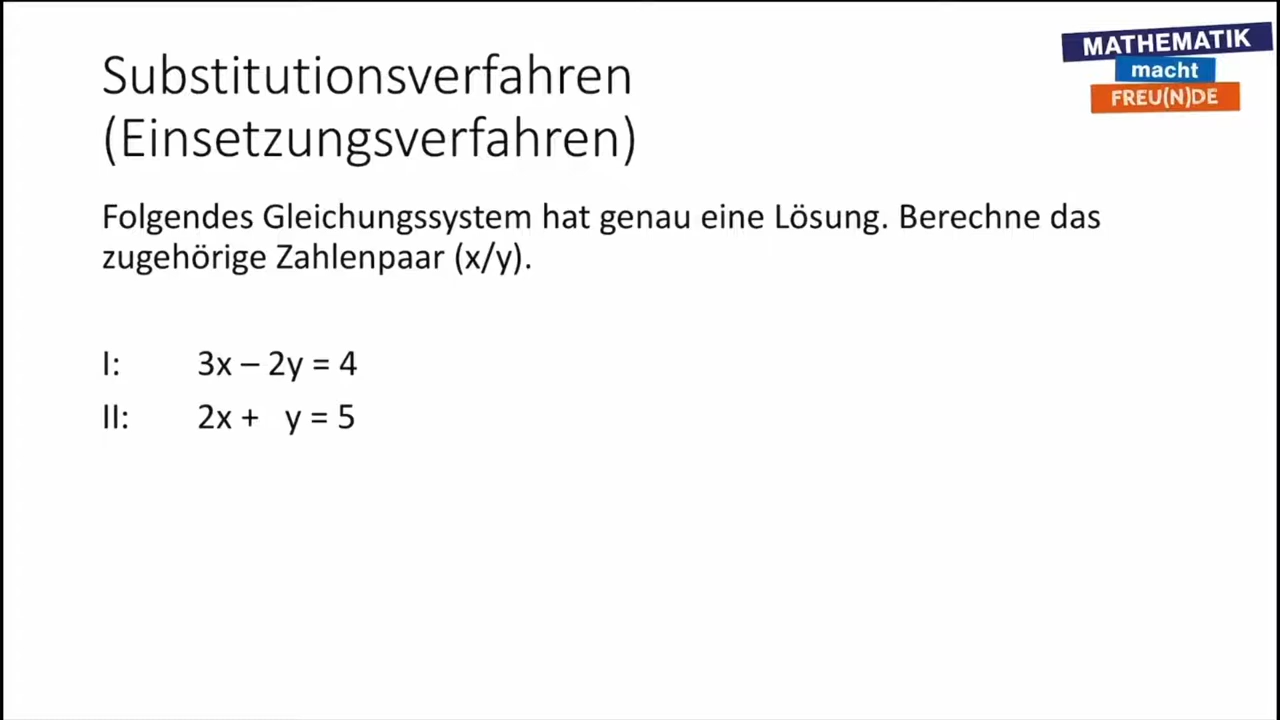 Substitutionsverfahren
(Einsetzungsverfahren)
MATHEMATIK
macht
FREU(N)DE
Folgendes Gleichungssystem hat genau eine Lösung. Berechne das
zugehörige Zahlenpaar (x/y).
I: 3x – 2y = 4
II: 2x + y = 5